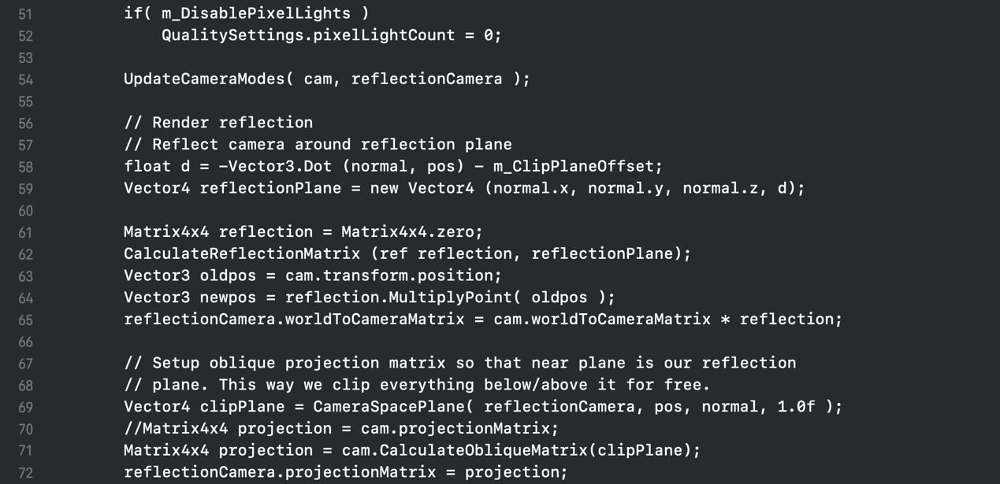 51 if( m_DisablePixelLights )
52 QualitySettings.pixelLightCount = 0;
53
54 UpdateCameraModes( cam, reflectionCamera );
55
56 // Render reflection
57 // Reflect camera around reflection plane
58 float d = -Vector3.Dot (normal, pos) - m_ClipPlaneOffset;
59 Vector4 reflectionPlane = new Vector4 (normal.x, normal.y, normal.z, d);
60
61 Matrix4x4 reflection = Matrix4x4.zero;
62 CalculateReflectionMatrix (ref reflection, reflectionPlane);
63 Vector3 oldpos = cam.transform.position;
64 Vector3 newpos = reflection.MultiplyPoint( oldpos );
65 reflectionCamera.worldToCameraMatrix = cam.worldToCameraMatrix * reflection;
66
67 // Setup oblique projection matrix so that near plane is our reflection
68 // plane. This way we clip everything below/above it for free.
69 Vector4 clipPlane = CameraSpacePlane( reflectionCamera, pos, normal, 1.0f );
70 //Matrix4x4 projection = cam.projectionMatrix;
71 Matrix4x4 projection = cam.CalculateObliqueMatrix(clipPlane);
72 reflectionCamera.projectionMatrix = projection;